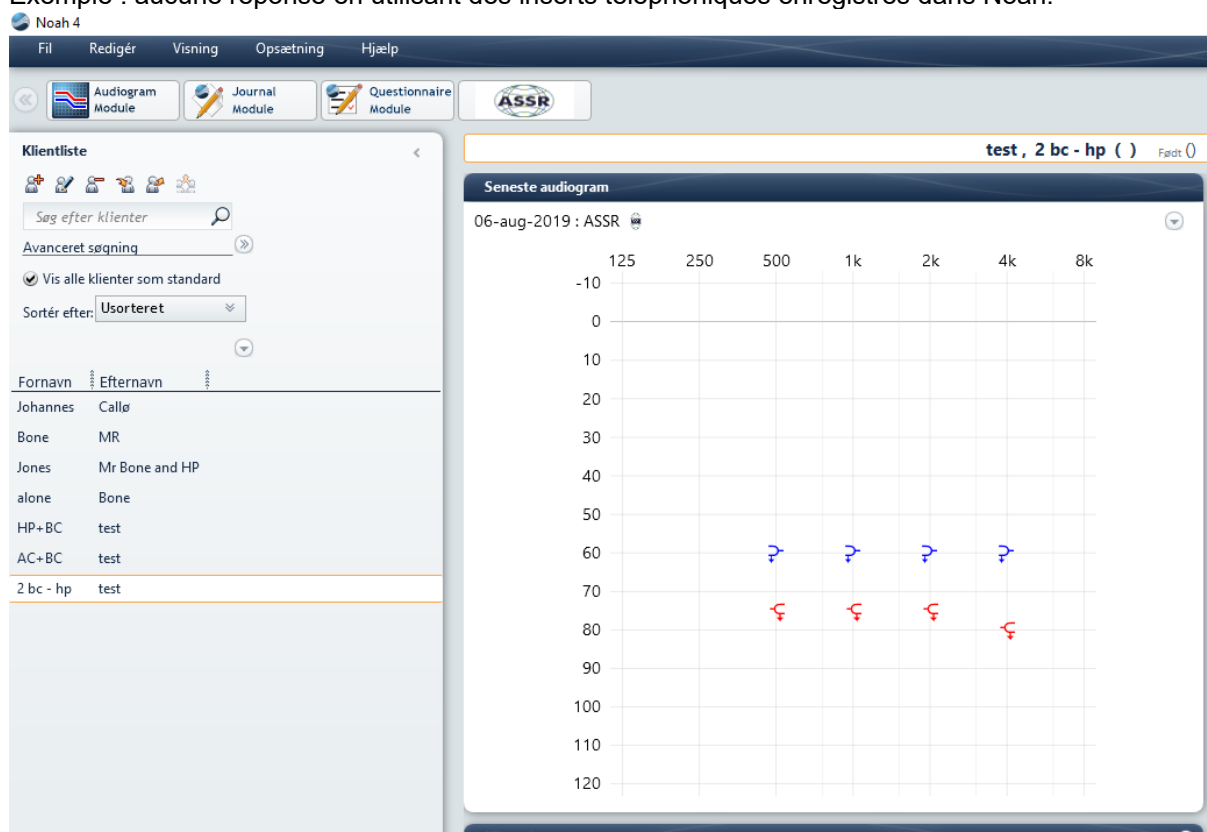 Exemple : aucune réponse en utilisant des inserts téléphoniques enregistrés dans Noah.
Noah 4
Fil Redigér Visning Opsætning Hjælp
Audiogram Module
Journal Module
Questionnaire Module
ASSR
Klientliste
Søg efter klienter
Avanceret søgning
Vis alle klienter som standard
Sortér efter: Usorteret
Fornavn Efternavn
Johannes Callø
Bone MR
Jones Mr Bone and HP
alone Bone
HP+BC test
AC+BC test
2 bc - hp test
test , 2 bc - hp ( ) Født ()
Seneste audiogram
06-aug-2019 : ASSR
125 250 500 1k 2k 4k 8k
-10
0
10
20
30
40
50
60
70
80
90
100
110
120